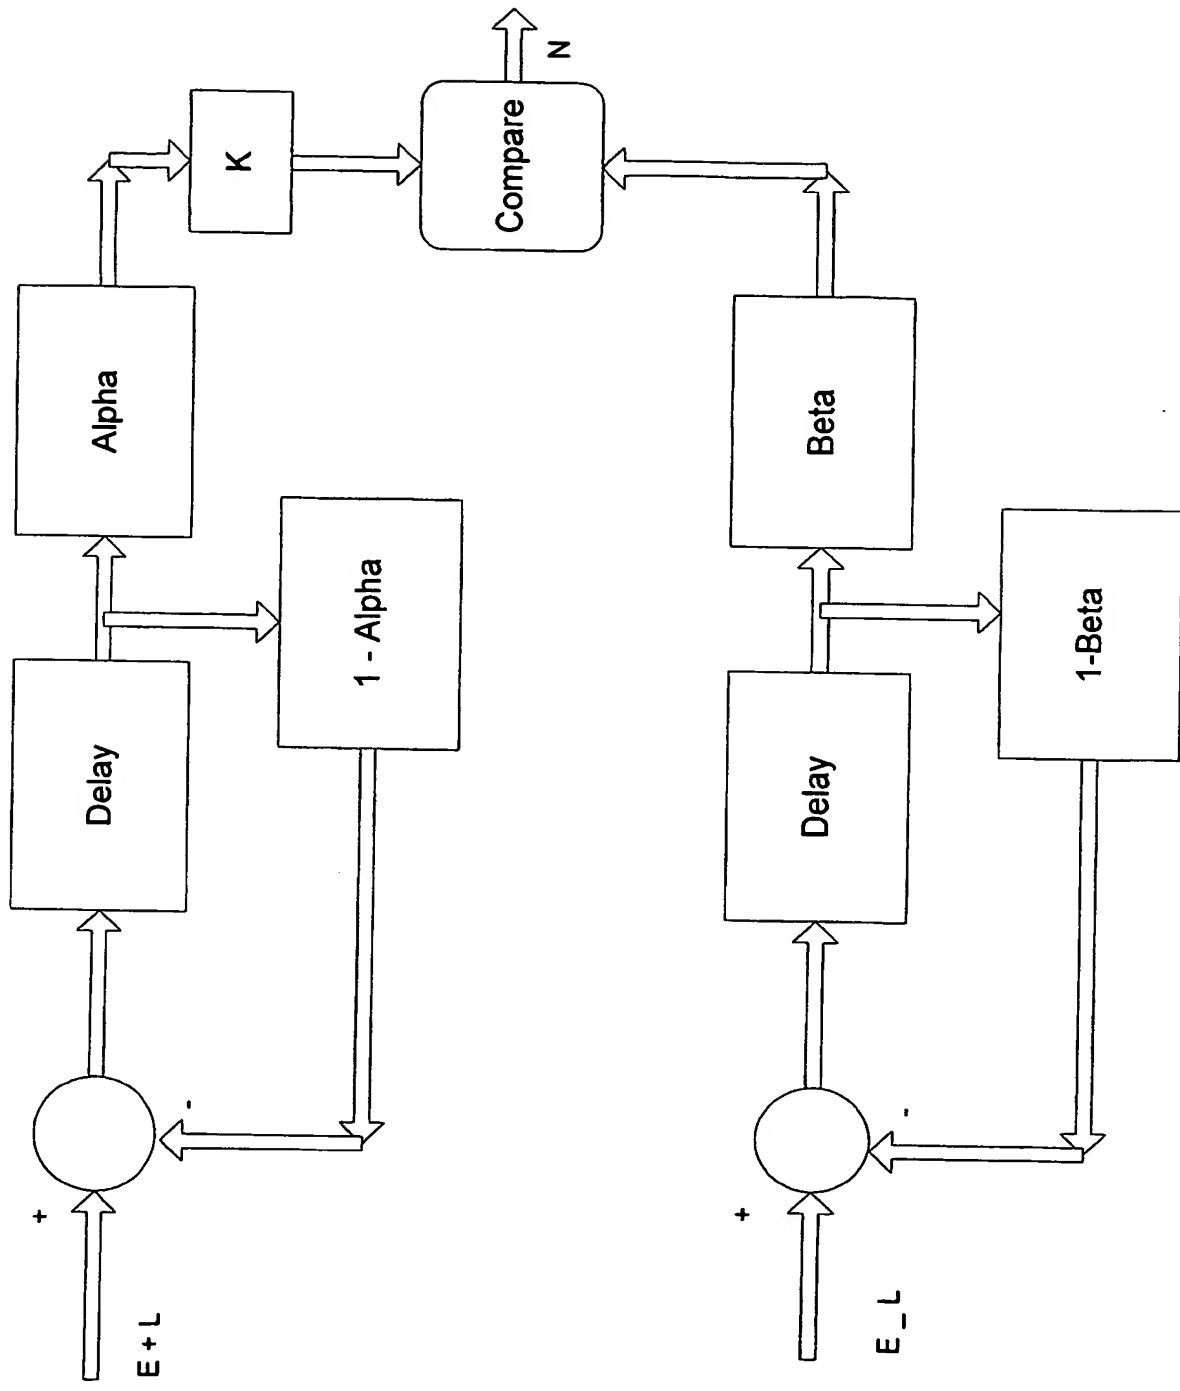 E + L
+
-
Delay
Alpha
1 - Alpha
K
Compare
N
E _ L
+
-
Delay
Beta
1-Beta